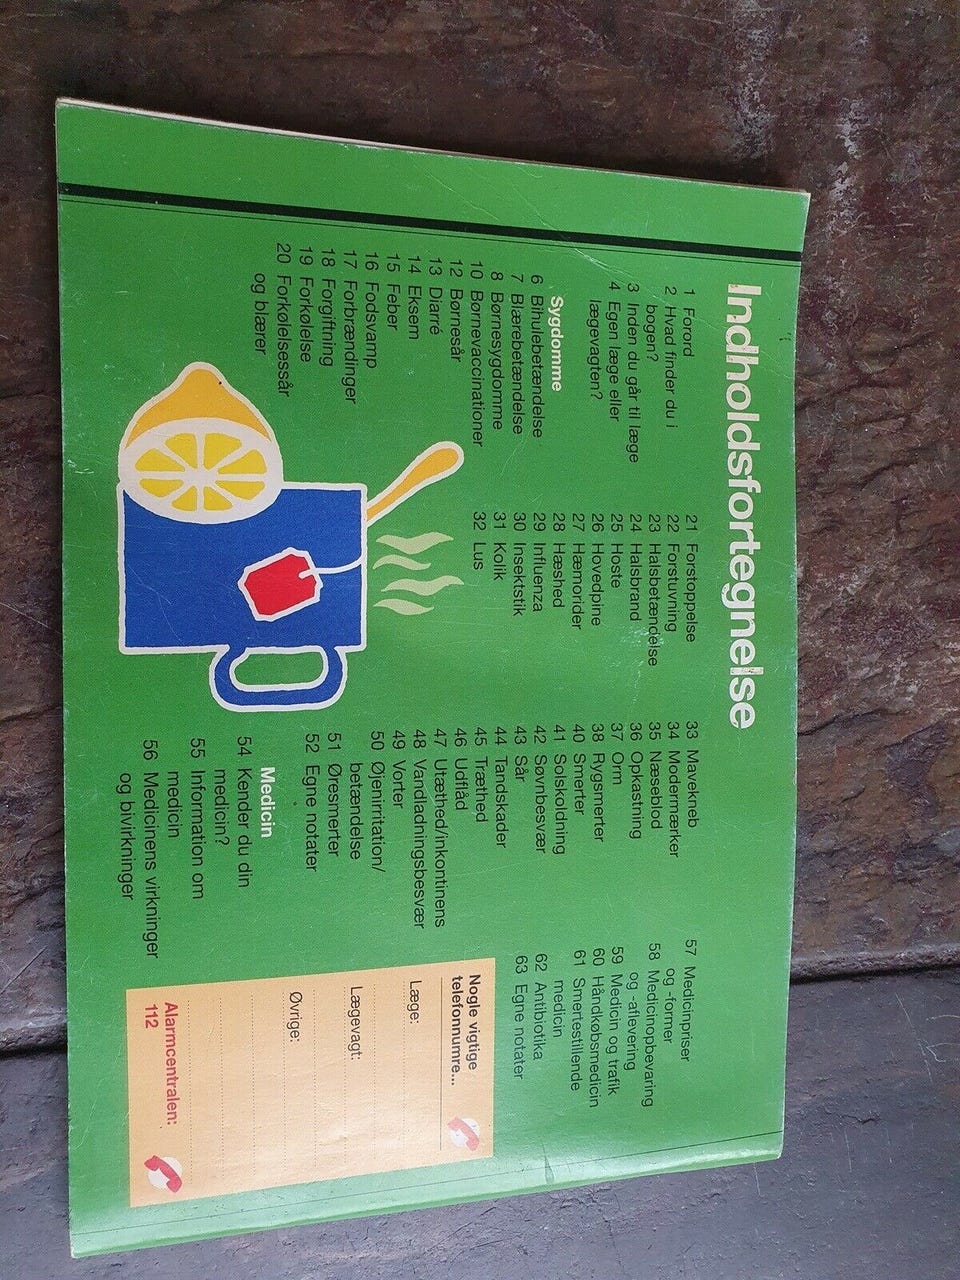 Indholdsfortegnelse
1 Forord
2 Hvad finder du i
bogen?
3 Inden du går til læge
4 Egen læge eller
lægevagten?
Sygdomme
6 Bihulebetændelse
7 Blærebetændelse
8 Børnesygdomme
10 Børnevaccinationer
12 Børnesår
13 Diarré
14 Eksem
15 Feber
16 Fodsvamp
17 Forbrændinger
18 Forgiftning
19 Forkølelse
20 Forkølelsessår
og blærer
21 Forstoppelse
22 Forstuvning
23 Halsbetændelse
24 Halsbrand
25 Hoste
26 Hovedpine
27 Hæmorider
28 Hæshed
29 Influenza
30 Insektstik
31 Kolik
32 Lus
33 Mavekneb
34 Modermærker
35 Næseblod
36 Opkastning
37 Orm
38 Rygsmerter
40 Smerter
41 Solskoldning
42 Søvnbesvær
43 Sår
44 Tandskader
45 Træthed
46 Udflåd
47 Utæthed/inkontinens
48 Vandladningsbesvær
49 Vorter
50 Øjenirritation/
betændelse
51 Øresmerter
52 Egne notater
Medicin
54 Kender du din
medicin?
55 Information om
medicin
56 Medicinens virkninger
og bivirkninger
57 Medicinpriser
og -former
58 Medicinopbevaring
og -aflevering
59 Medicin og trafik
60 Håndkøbsmedicin
61 Smertestillende
medicin
62 Antibiotika
63 Egne notater
Nogle vigtige
telefonnumre...
Læge:
Lægevagt:
Øvrige:
Alarmcentralen:
112